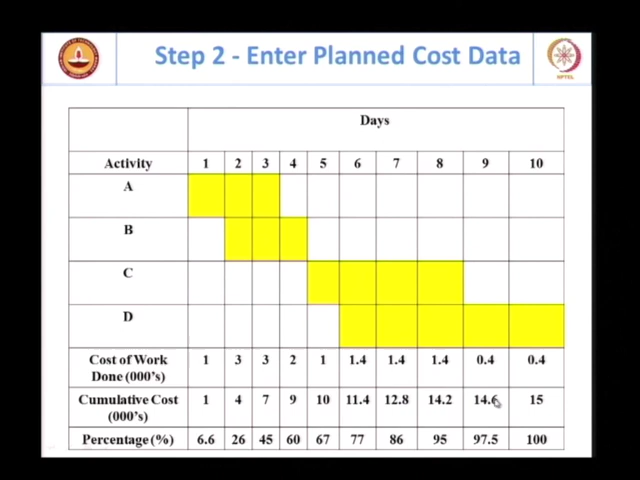 Step 2 - Enter Planned Cost Data
NPTEL
Days
Activity 1 2 3 4 5 6 7 8 9 10
A
B
C
D
Cost of Work Done (000's) 1 3 3 2 1 1.4 1.4 1.4 0.4 0.4
Cumulative Cost (000's) 1 4 7 9 10 11.4 12.8 14.2 14.6 15
Percentage (%) 6.6 26 45 60 67 77 86 95 97.5 100